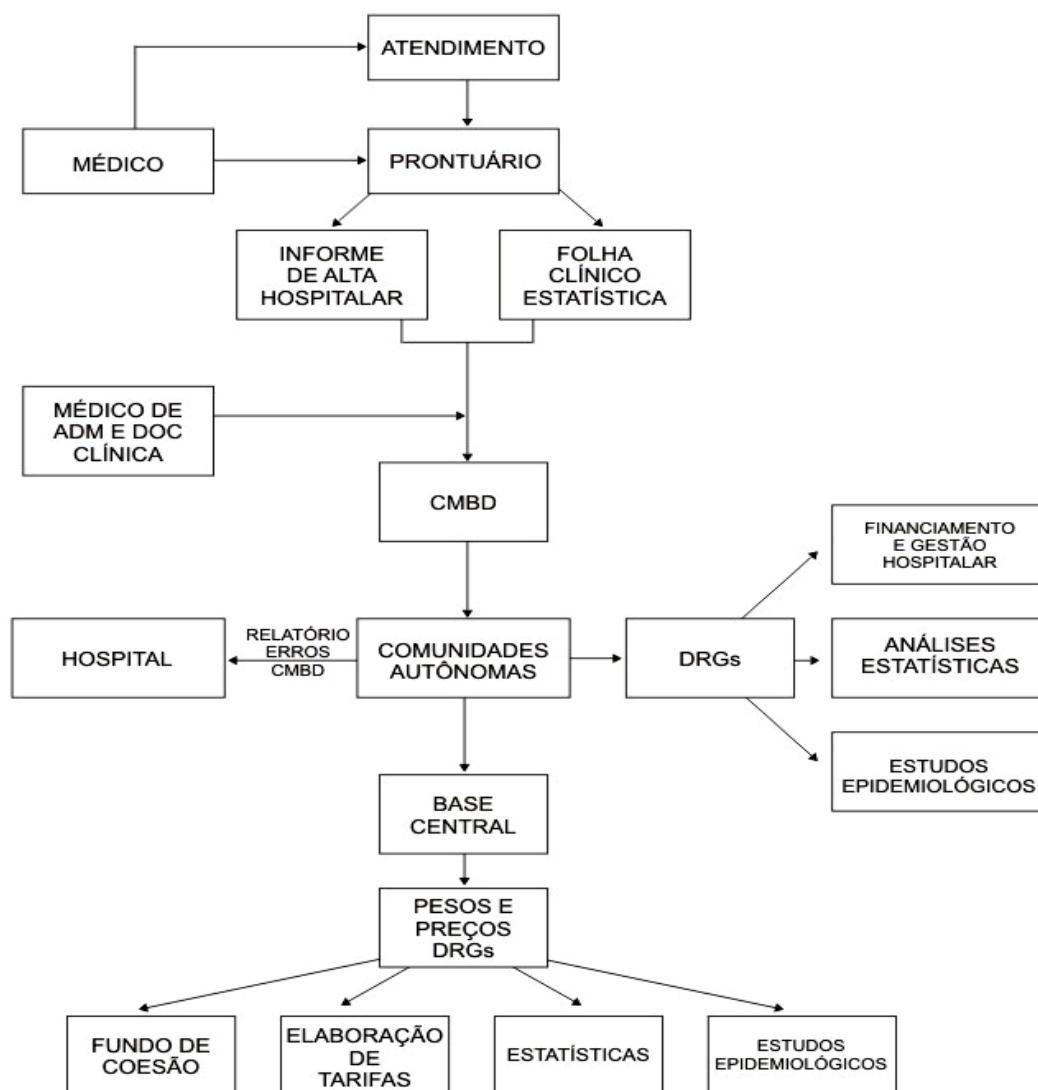 ATENDIMENTO
MÉDICO
PRONTUÁRIO
INFORME
DE ALTA
HOSPITALAR
FOLHA
CLÍNICO
ESTATÍSTICA
MÉDICO DE
ADM E DOC
CLÍNICA
CMBD
FINANCIAMENTO
E GESTÃO
HOSPITALAR
HOSPITAL
RELATÓRIO
ERROS
CMBD
COMUNIDADES
AUTÔNOMAS
DRGs
ANÁLISES
ESTATÍSTICAS
ESTUDOS
EPIDEMIOLÓGICOS
BASE
CENTRAL
PESOS E
PREÇOS
DRGs
FUNDO DE
COESÃO
ELABORAÇÃO
DE
TARIFAS
ESTATÍSTICAS
ESTUDOS
EPIDEMIOLÓGICOS